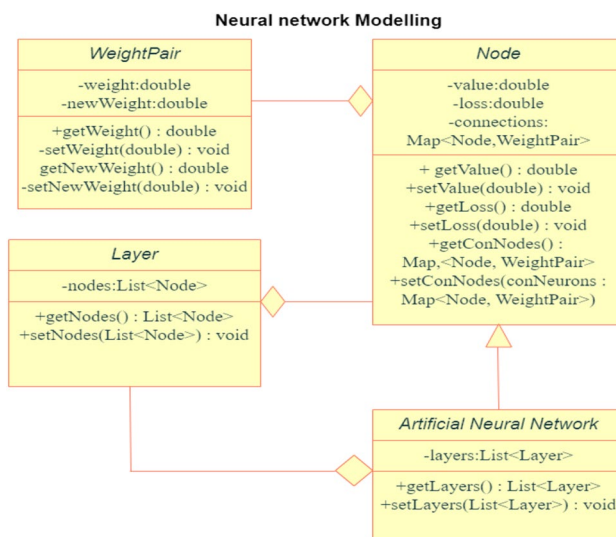 Neural network Modelling
WeightPair
-weight:double
-newWeight:double
+getWeight() : double
-setWeight(double) : void
getNewWeight() : double
-setNewWeight(double) : void
Node
-value:double
-loss:double
-connections:
Map<Node,WeightPair>
+ getValue() : double
+setValue(double) : void
+getLoss() : double
+setLoss(double) : void
+getConNodes() :
Map,<Node, WeightPair>
+setConNodes(conNeurons :
Map<Node, WeightPair>)
Layer
-nodes:List<Node>
+getNodes() : List<Node>
+setNodes(List<Node>) : void
Artificial Neural Network
-layers:List<Layer>
+getLayers() : List<Layer>
+setLayers(List<Layer>) : void